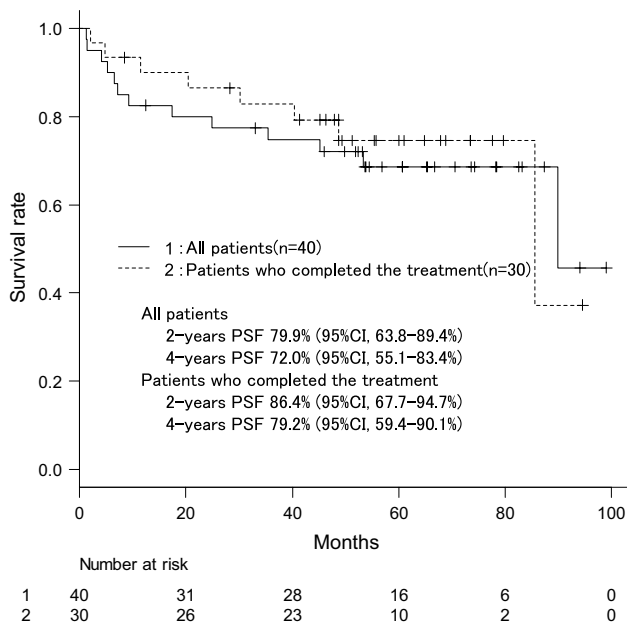 1.0
0.8
0.6
0.4
0.2
0.0
Survival rate
1 : All patients(n=40)
2 : Patients who completed the treatment(n=30)
All patients
2-years PSF 79.9% (95%CI, 63.8-89.4%)
4-years PSF 72.0% (95%CI, 55.1-83.4%)
Patients who completed the treatment
2-years PSF 86.4% (95%CI, 67.7-94.7%)
4-years PSF 79.2% (95%CI, 59.4-90.1%)
0 20 40 60 80 100
Months
Number at risk
1 40 31 28 16 6 0
2 30 26 23 10 2 0